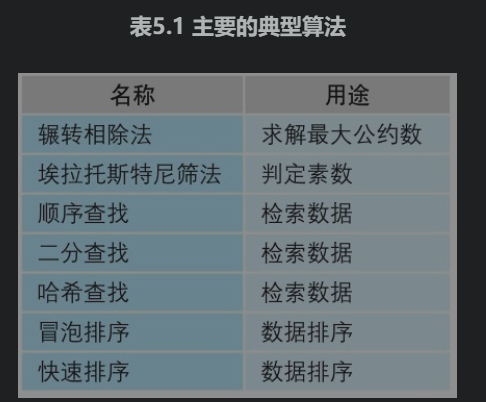 表5.1 主要的典型算法
名称 用途
辗转相除法 求解最大公约数
埃拉托斯特尼筛法 判定素数
顺序查找 检索数据
二分查找 检索数据
哈希查找 检索数据
冒泡排序 数据排序
快速排序 数据排序